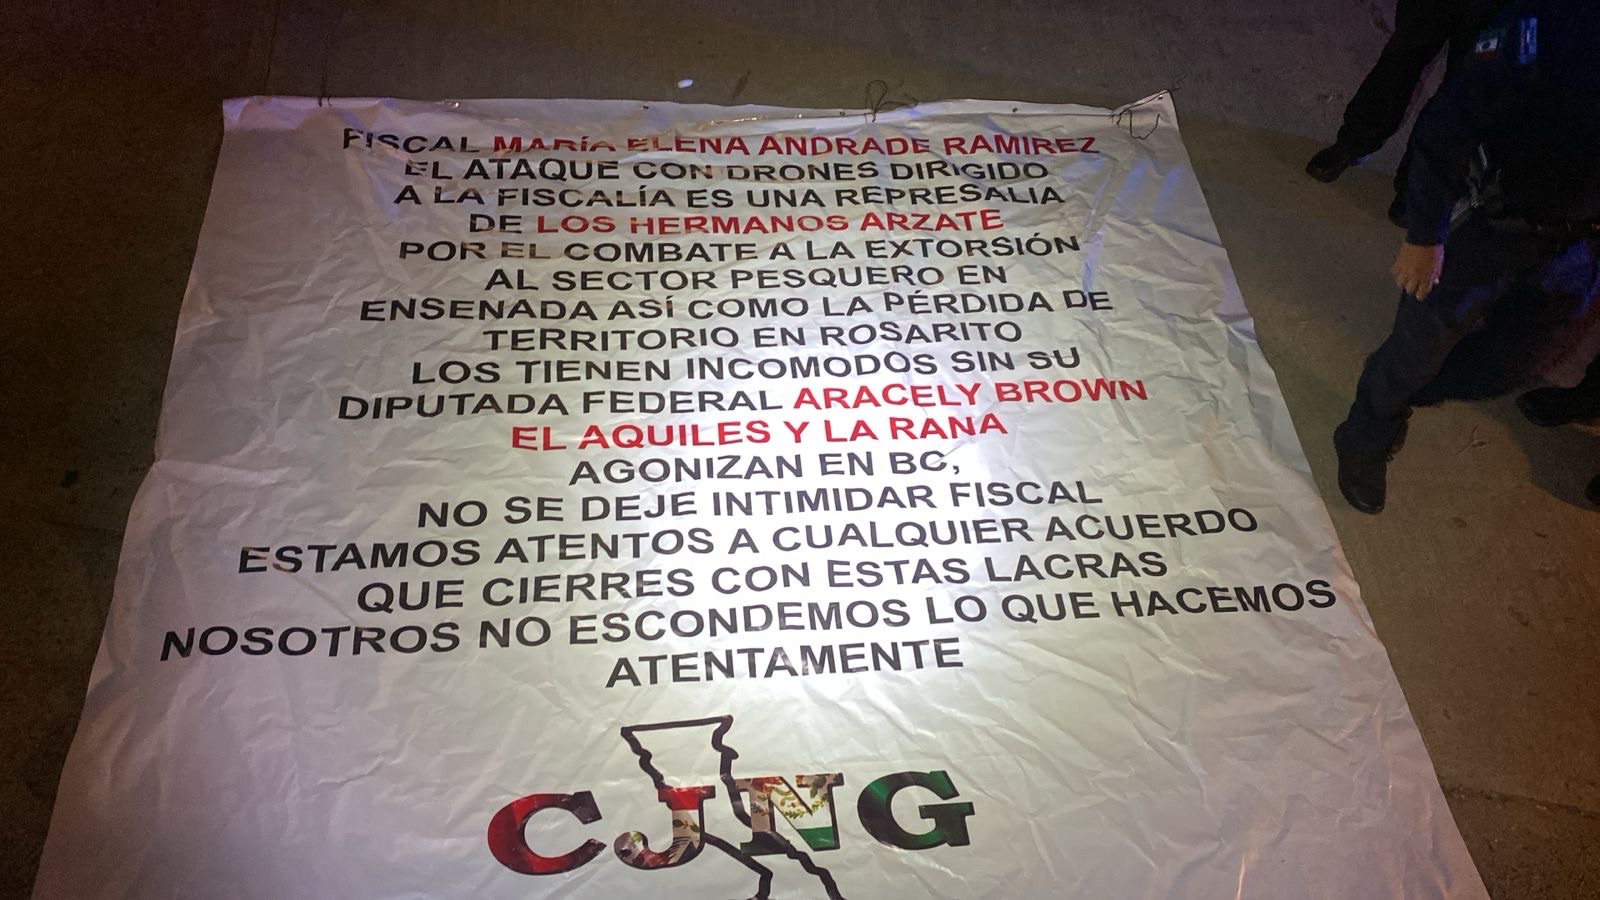 FISCAL MARÍA ELENA ANDRADE RAMIREZ
EL ATAQUE CON DRONES DIRIGIDO
A LA FISCALÍA ES UNA REPRESALIA
DE LOS HERMANOS ARZATE
POR EL COMBATE A LA EXTORSIÓN
AL SECTOR PESQUERO EN
ENSENADA ASÍ COMO LA PÉRDIDA DE
TERRITORIO EN ROSARITO
LOS TIENEN INCOMODOS SIN SU
DIPUTADA FEDERAL ARACELY BROWN
EL AQUILES Y LA RANA
AGONIZAN EN BC,
NO SE DEJE INTIMIDAR FISCAL
ESTAMOS ATENTOS A CUALQUIER ACUERDO
QUE CIERRES CON ESTAS LACRAS
NOSOTROS NO ESCONDEMOS LO QUE HACEMOS
ATENTAMENTE
CJNG